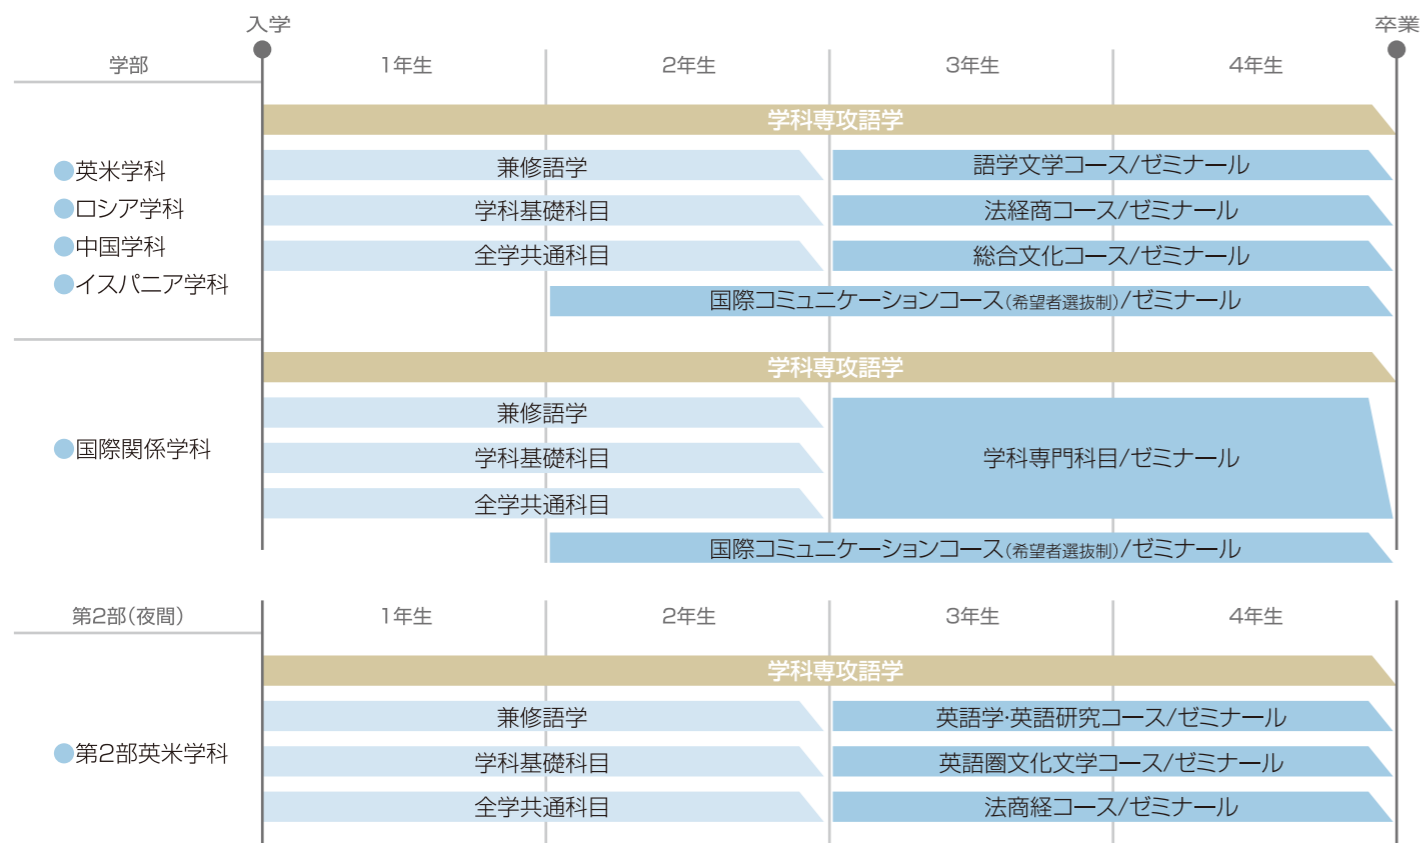 入学
卒業
学部
1年生
2年生
3年生
4年生
学科専攻語学
英米学科
ロシア学科
中国学科
イスパニア学科
兼修語学
語学文学コース/ゼミナール
学科基礎科目
法経商コース/ゼミナール
全学共通科目
総合文化コース/ゼミナール
国際コミュニケーションコース(希望者選抜制)/ゼミナール
学科専攻語学
国際関係学科
兼修語学
学科基礎科目
全学共通科目
学科専門科目/ゼミナール
国際コミュニケーションコース(希望者選抜制)/ゼミナール
第2部(夜間)
1年生
2年生
3年生
4年生
学科専攻語学
第2部英米学科
兼修語学
英語学・英語研究コース/ゼミナール
学科基礎科目
英語圏文化文学コース/ゼミナール
全学共通科目
法商経コース/ゼミナール